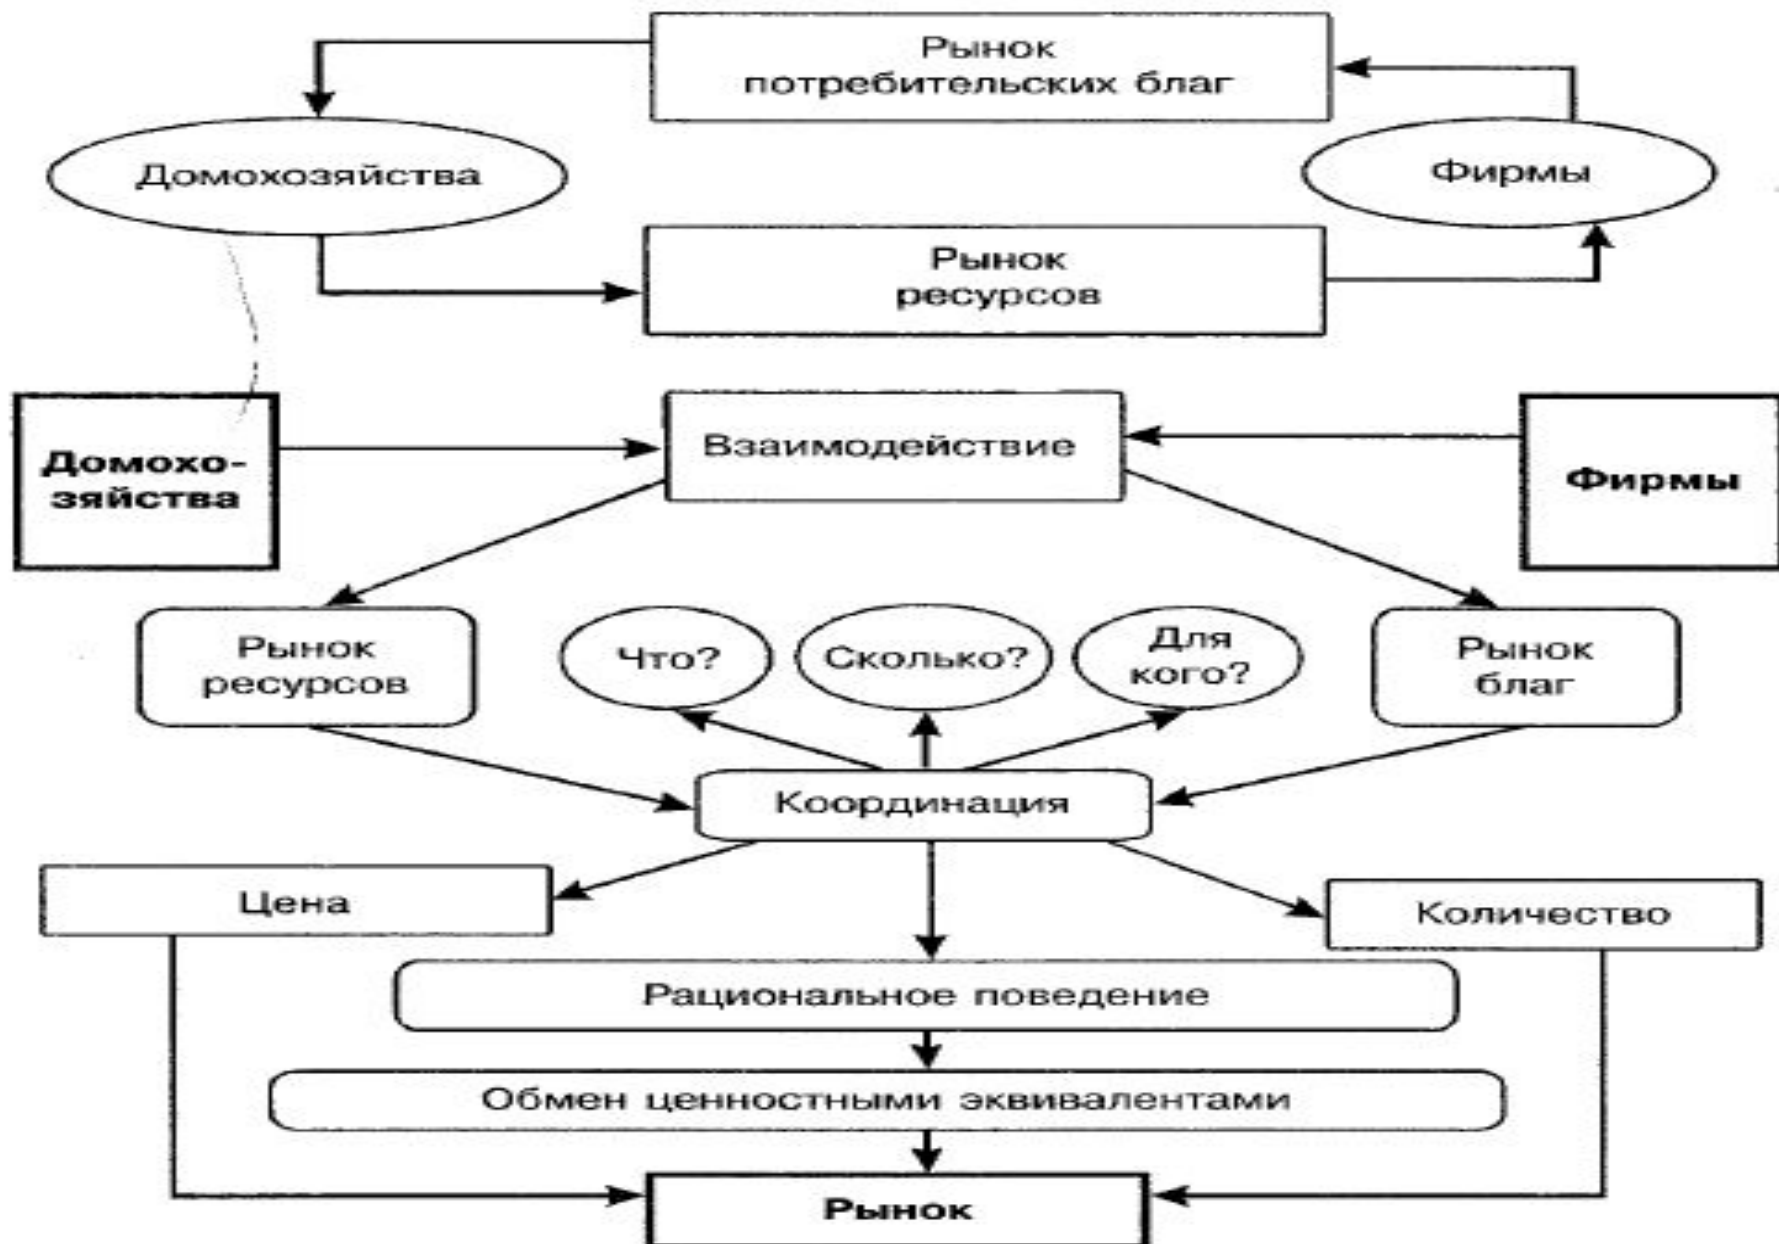 Рынок
потребительских благ
Домохозяйства
Фирмы
Рынок
ресурсов
Домохо-
зяйства
Взаимодействие
Фирмы
Рынок
ресурсов
Что?
Сколько?
Для
кого?
Рынок
благ
Координация
Цена
Количество
Рациональное поведение
Обмен ценностными эквивалентами
Рынок